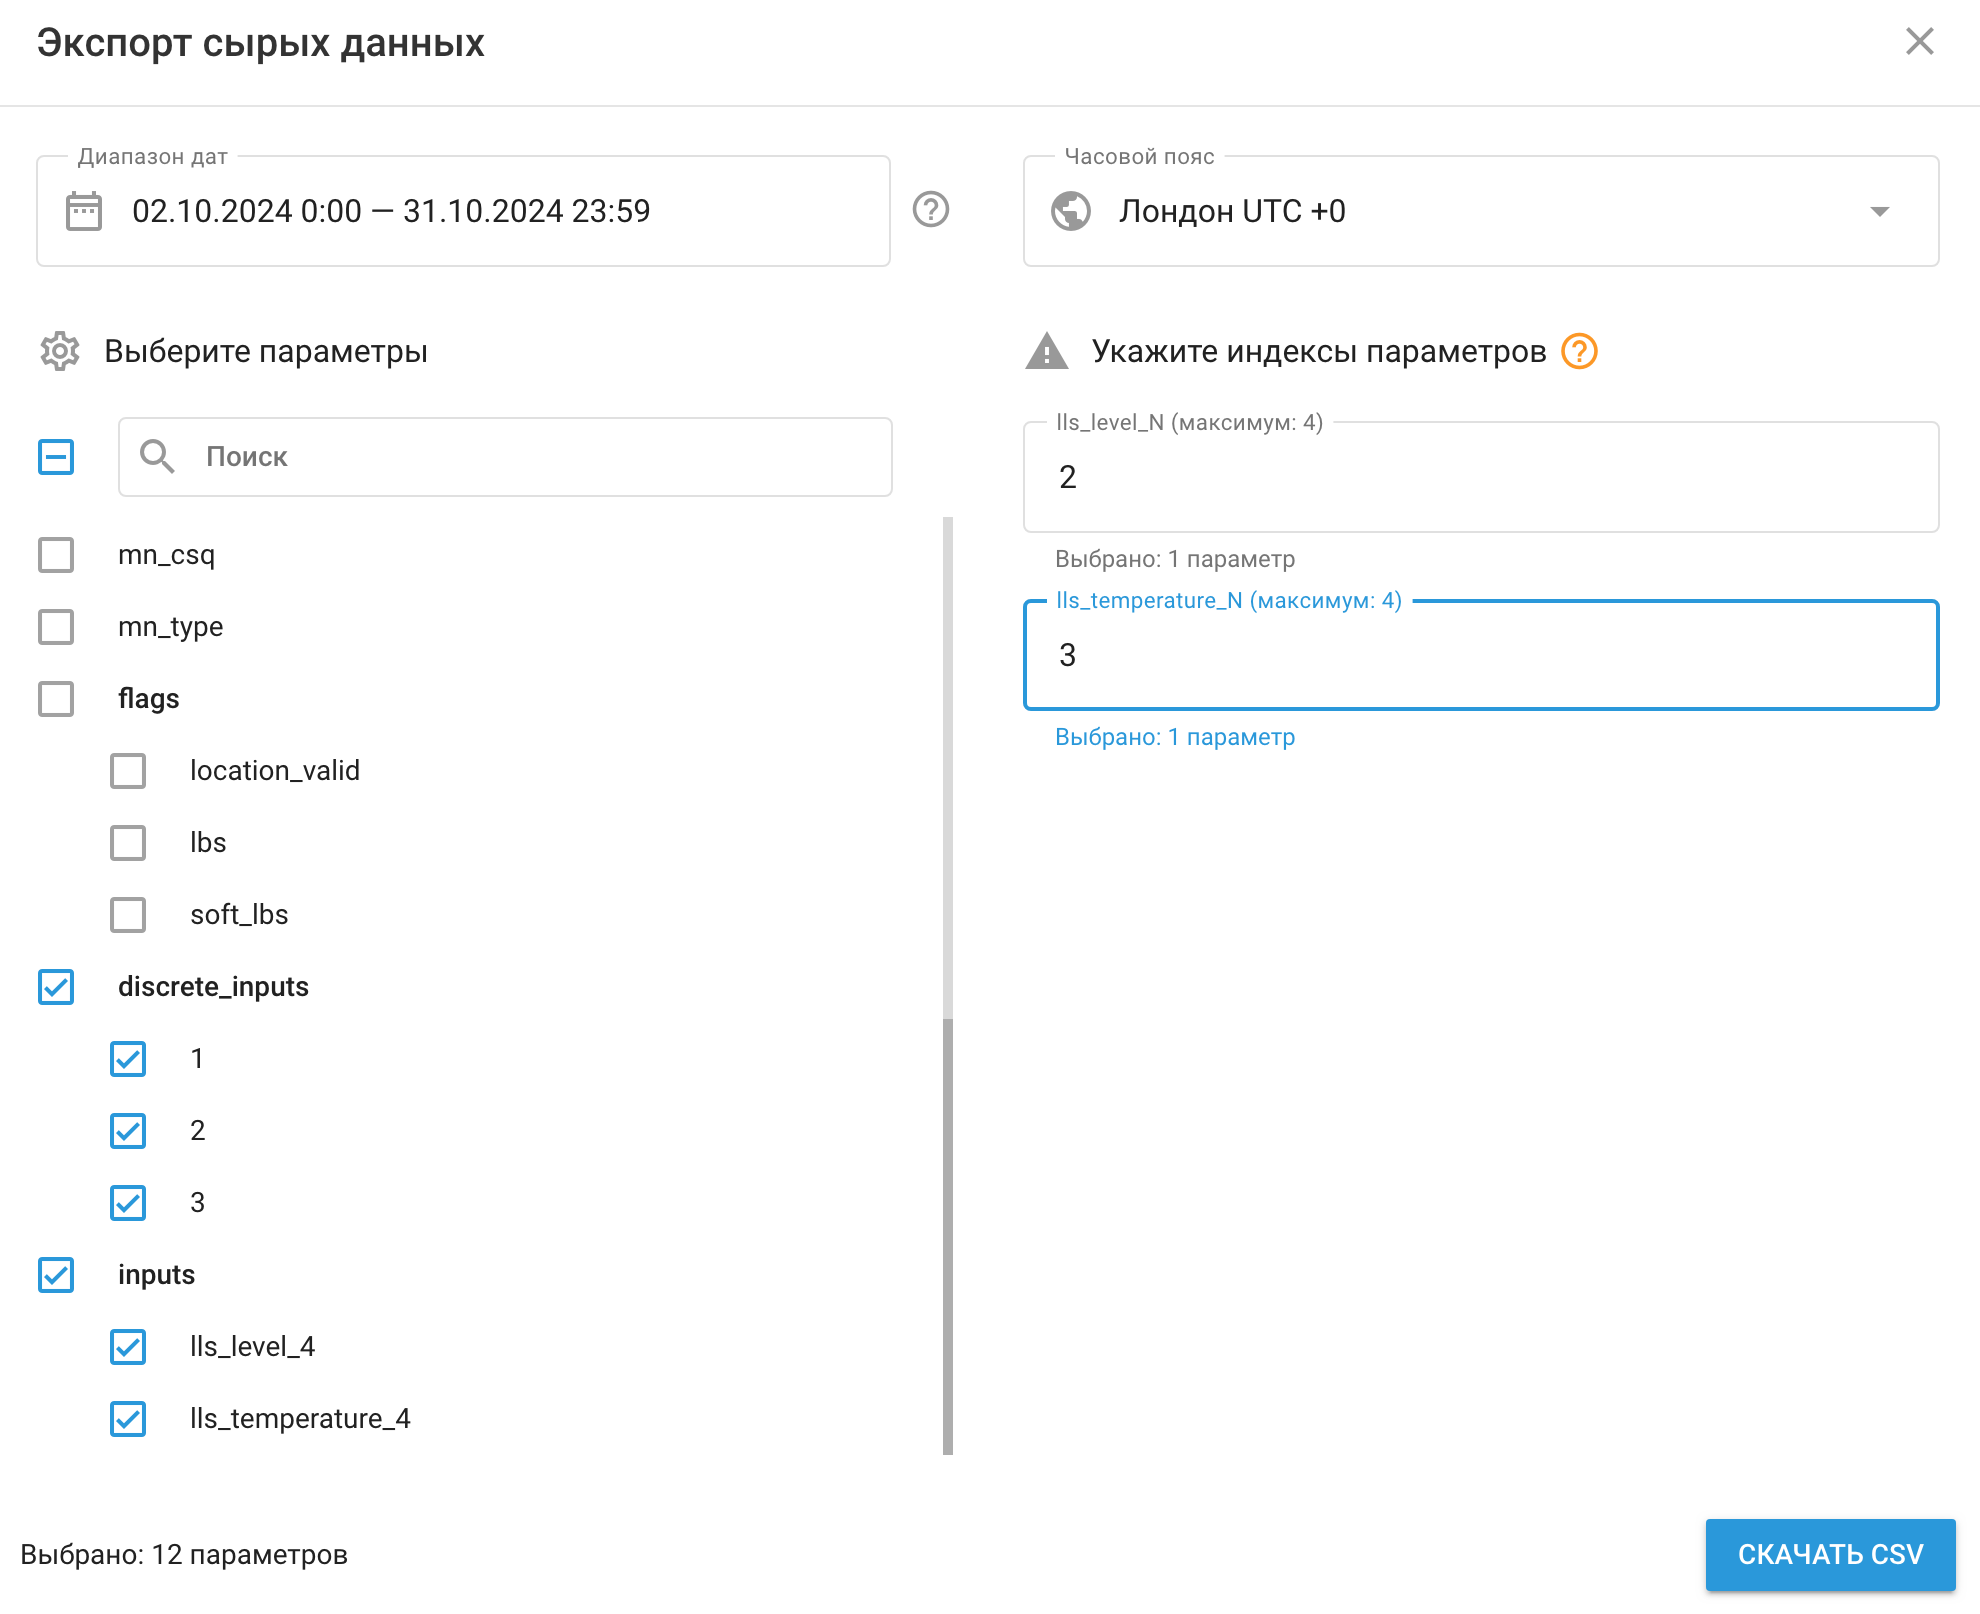 Экспорт сырых данных
Диапазон дат
02.10.2024 0:00 — 31.10.2024 23:59
Часовой пояс
Лондон UTC +0
Выберите параметры
Поиск
mn_csq
mn_type
flags
location_valid
lbs
soft_lbs
discrete_inputs
1
2
3
inputs
lls_level_4
lls_temperature_4
Укажите индексы параметров
lls_level_N (максимум: 4)
2
Выбрано: 1 параметр
lls_temperature_N (максимум: 4)
3
Выбрано: 1 параметр
Выбрано: 12 параметров
СКАЧАТЬ CSV